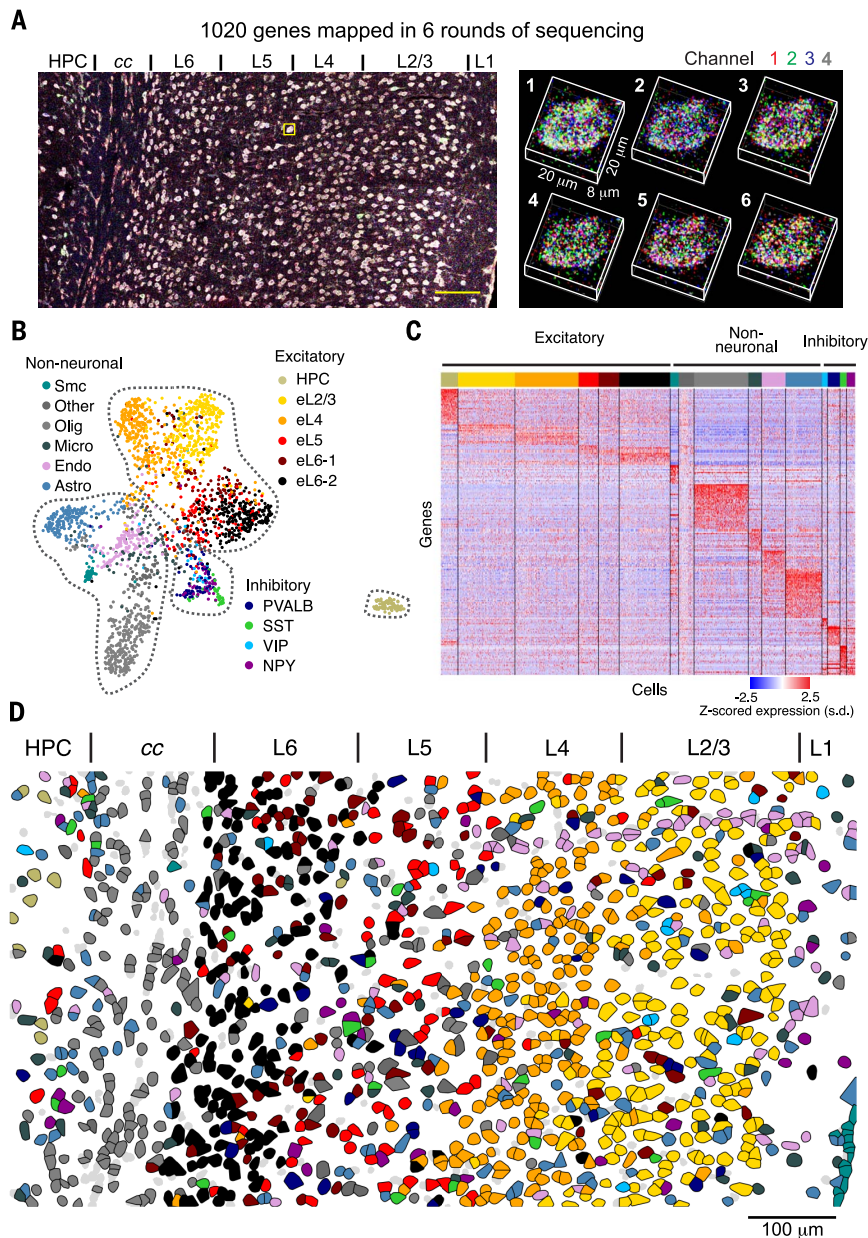 A
1020 genes mapped in 6 rounds of sequencing
HPC | cc | L6 | L5 | L4 | L2/3 | L1
Channel 1 2 3 4
1 2 3
20 μm
20 μm
8 μm
4 5 6
B
Non-neuronal
Smc
Other
Olig
Micro
Endo
Astro
Excitatory
HPC
eL2/3
eL4
eL5
eL6-1
eL6-2
Inhibitory
PVALB
SST
VIP
NPY
C
Excitatory
Non-
neuronal
Inhibitory
Genes
Cells
-2.5 2.5
Z-scored expression (s.d.)
D
HPC | cc | L6 | L5 | L4 | L2/3 | L1
100 μm